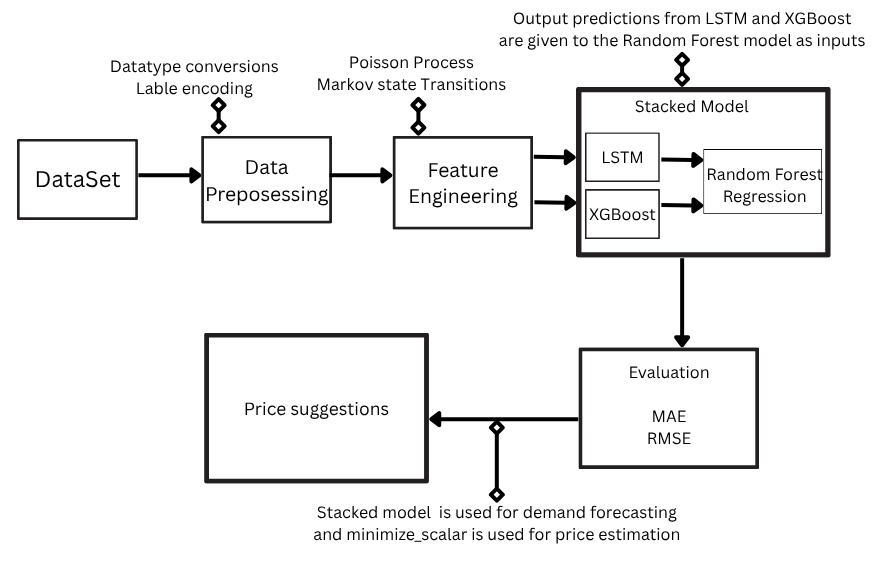 Output predictions from LSTM and XGBoost
are given to the Random Forest model as inputs
Datatype conversions
Lable encoding
Poisson Process
Markov state Transitions
DataSet
Data
Preposessing
Feature
Engineering
Stacked Model
LSTM
XGBoost
Random Forest
Regression
Evaluation
MAE
RMSE
Price suggestions
Stacked model is used for demand forecasting
and minimize_scalar is used for price estimation